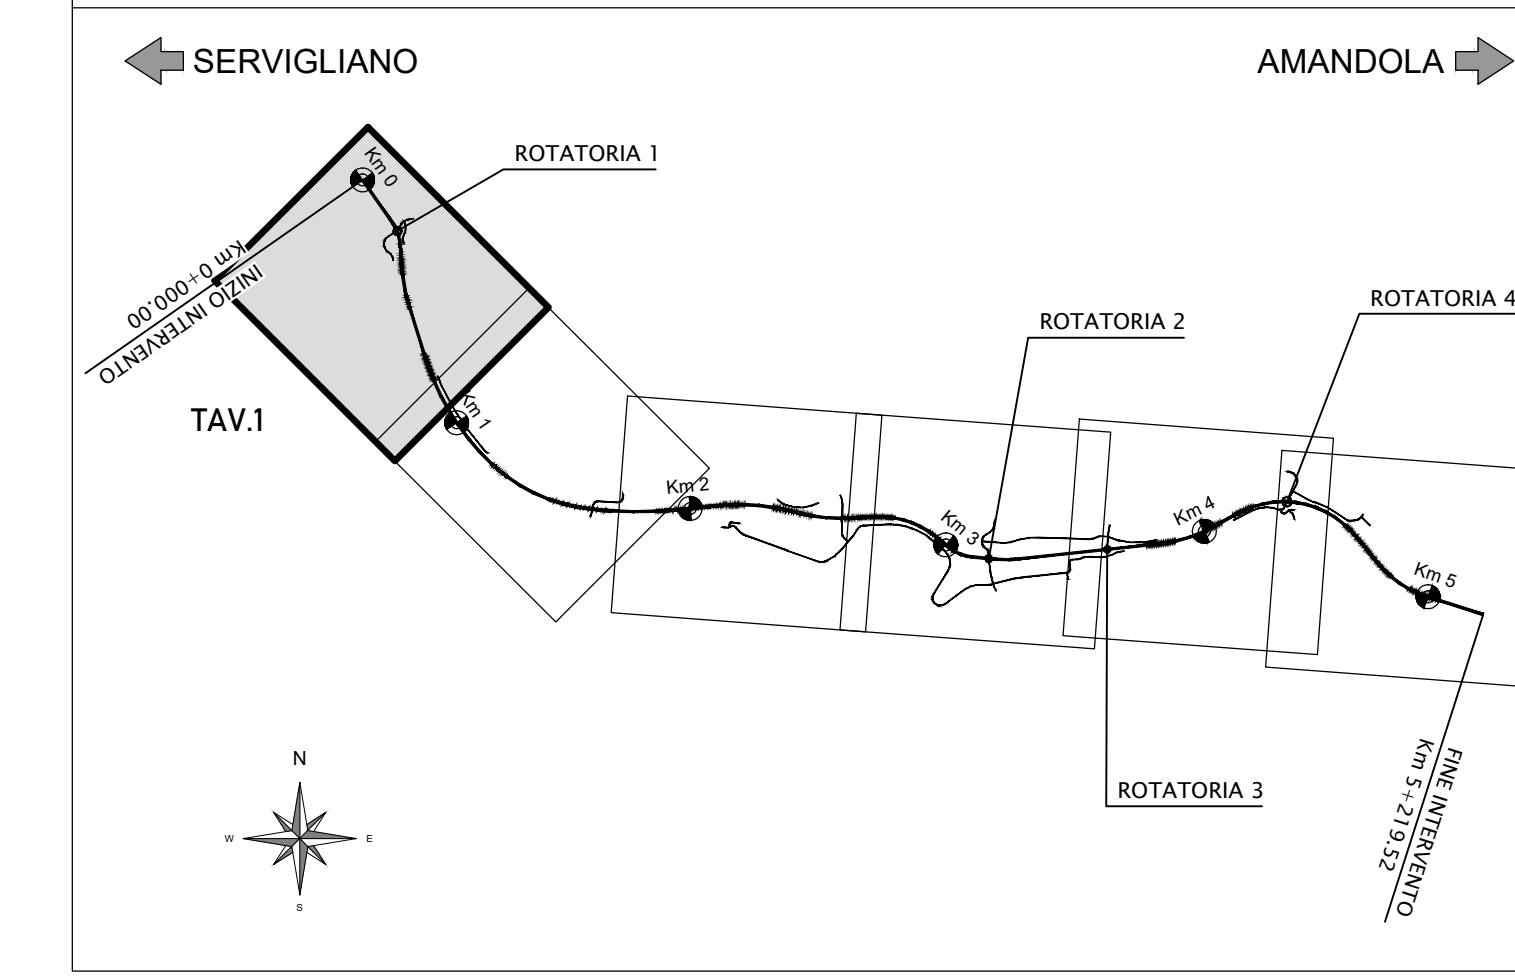 SERVIGLIANO
AMANDOLA
Km 0
ROTATORIA 1
Km 0+000.00
INIZIO INTERVENTO
ROTATORIA 4
ROTATORIA 2
TAV.1
Km 1
Km 2
Km 3
Km 4
Km 5
N
W
E
S
ROTATORIA 3
FINE INTERVENTO
Km 5+219.52